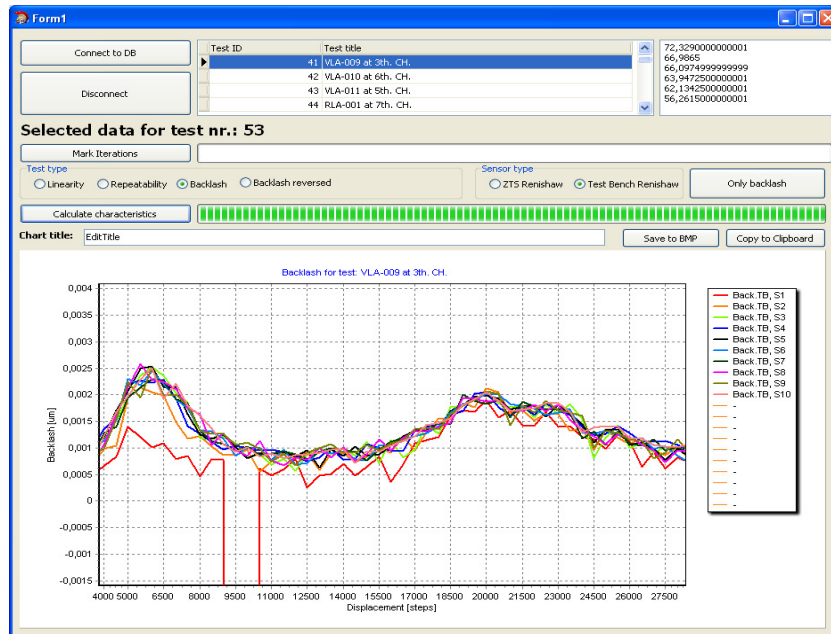 Form1
Connect to DB
Disconnect
Test ID Test title
41 VLA-009 at 3th. CH.
42 VLA-010 at 6th. CH.
43 VLA-011 at 5th. CH.
44 RLA-001 at 7th. CH.
72,3290000000001
66,9865
66,0974999999999
63,9472500000001
62,1342500000001
56,2615000000001
Selected data for test nr.: 53
Mark Iterations
Test type
Linearity Repeatability Backlash Backlash reversed
Sensor type
ZTS Renishaw Test Bench Renishaw
Only backlash
Calculate characteristics
Chart title: EditTitle
Save to BMP Copy to Clipboard
Backlash for test: VLA-009 at 3th. CH.
Backlash [um]
0,004
0,0035
0,003
0,0025
0,002
0,0015
0,001
0,0005
0
-0,0005
-0,001
-0,0015
4000 5000 6500 8000 9500 11000 12500 14000 15500 17000 18500 20000 21500 23000 24500 26000 27500
Displacement [steps]
Back.TB, S1
Back.TB, S2
Back.TB, S3
Back.TB, S4
Back.TB, S5
Back.TB, S6
Back.TB, S7
Back.TB, S8
Back.TB, S9
Back.TB, S10
-
-
-
-
-
-
-
-
-
-